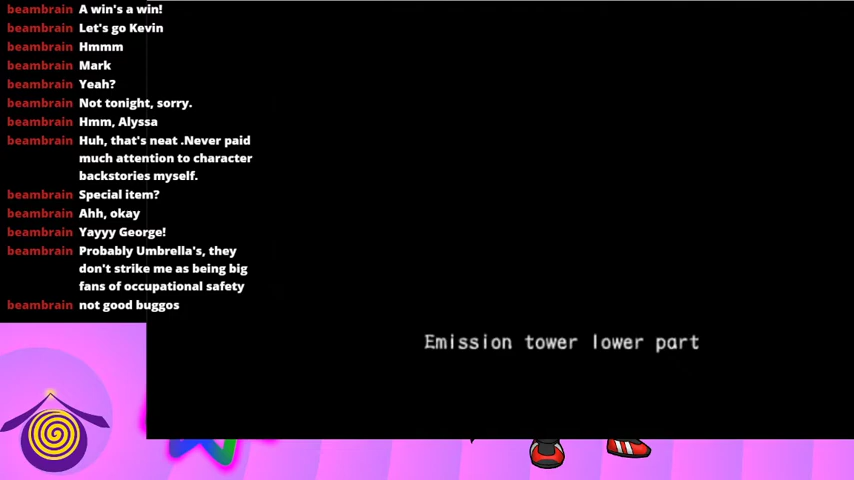 beambrain A win's a win!
beambrain Let's go Kevin
beambrain Hmmm
beambrain Mark
beambrain Yeah?
beambrain Not tonight, sorry.
beambrain Hmm, Alyssa
beambrain Huh, that's neat .Never paid
much attention to character
backstories myself.
beambrain Special item?
beambrain Ahh, okay
beambrain Yayyy George!
beambrain Probably Umbrella's, they
don't strike me as being big
fans of occupational safety
beambrain not good buggos
Emission tower lower part